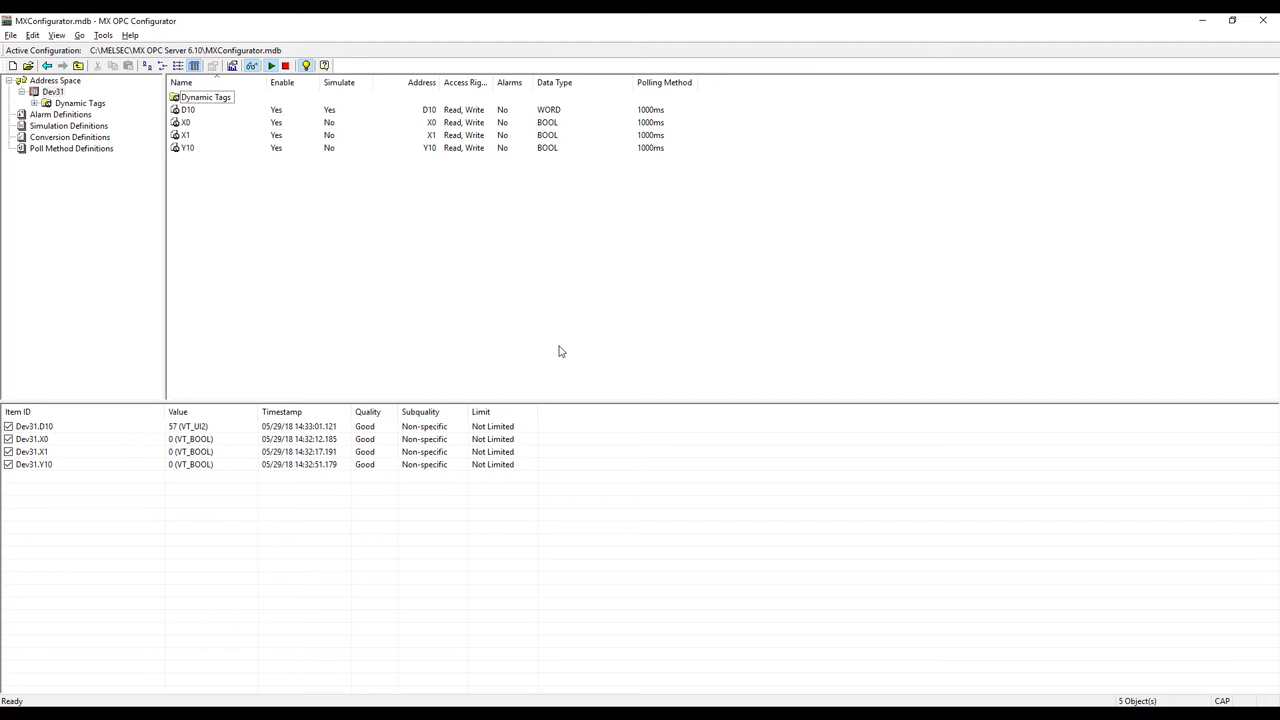 MXConfigurator.mdb - MX OPC Configurator
File Edit View Go Tools Help
Active Configuration: C:\MELSEC\MX OPC Server 6.10\MXConfigurator.mdb
Address Space
Dev31
Dynamic Tags
Alarm Definitions
Simulation Definitions
Conversion Definitions
Poll Method Definitions
Name Enable Simulate Address Access Rig... Alarms Data Type Polling Method
Dynamic Tags
D10 Yes Yes D10 Read, Write No WORD 1000ms
X0 Yes No X0 Read, Write No BOOL 1000ms
X1 Yes No X1 Read, Write No BOOL 1000ms
Y10 Yes No Y10 Read, Write No BOOL 1000ms
Item ID Value Timestamp Quality Subquality Limit
Dev31.D10 57 (VT_UI2) 05/29/18 14:33:01.121 Good Non-specific Not Limited
Dev31.X0 0 (VT_BOOL) 05/29/18 14:32:12.185 Good Non-specific Not Limited
Dev31.X1 0 (VT_BOOL) 05/29/18 14:32:17.191 Good Non-specific Not Limited
Dev31.Y10 0 (VT_BOOL) 05/29/18 14:32:51.179 Good Non-specific Not Limited
Ready 5 Object(s) CAP